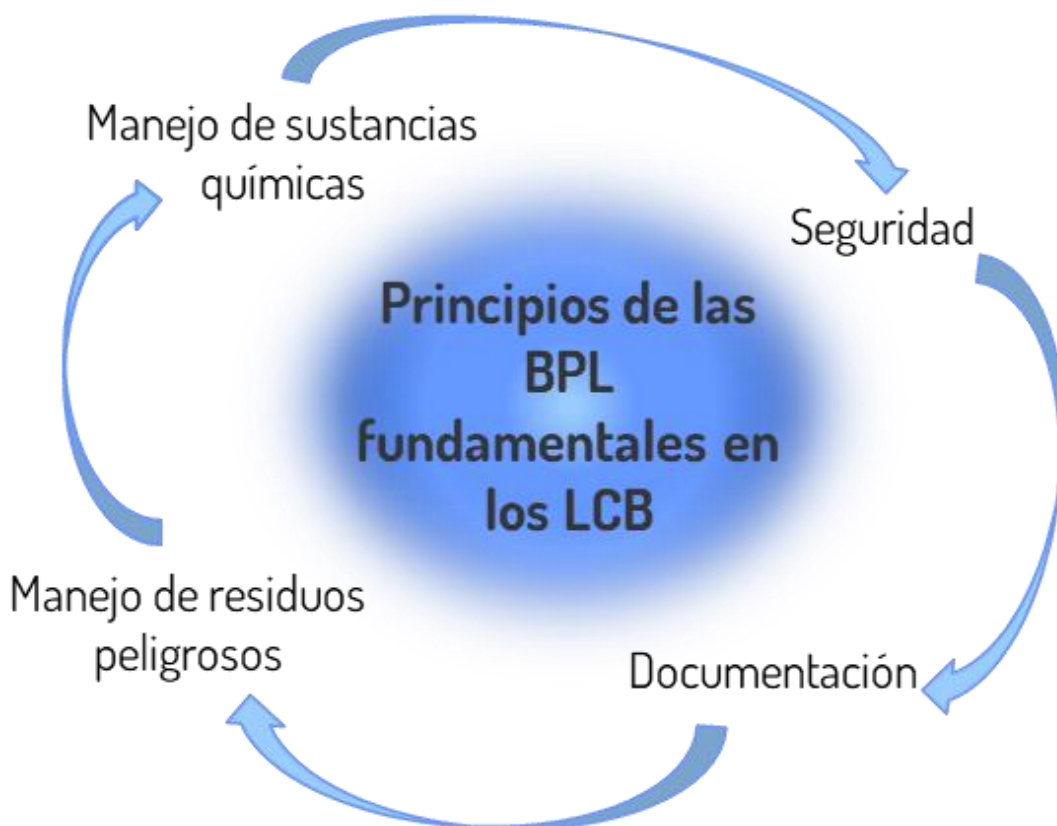 Manejo de sustancias
químicas
Seguridad
Principios de las
BPL
fundamentales en
los LCB
Documentación
Manejo de residuos
peligrosos